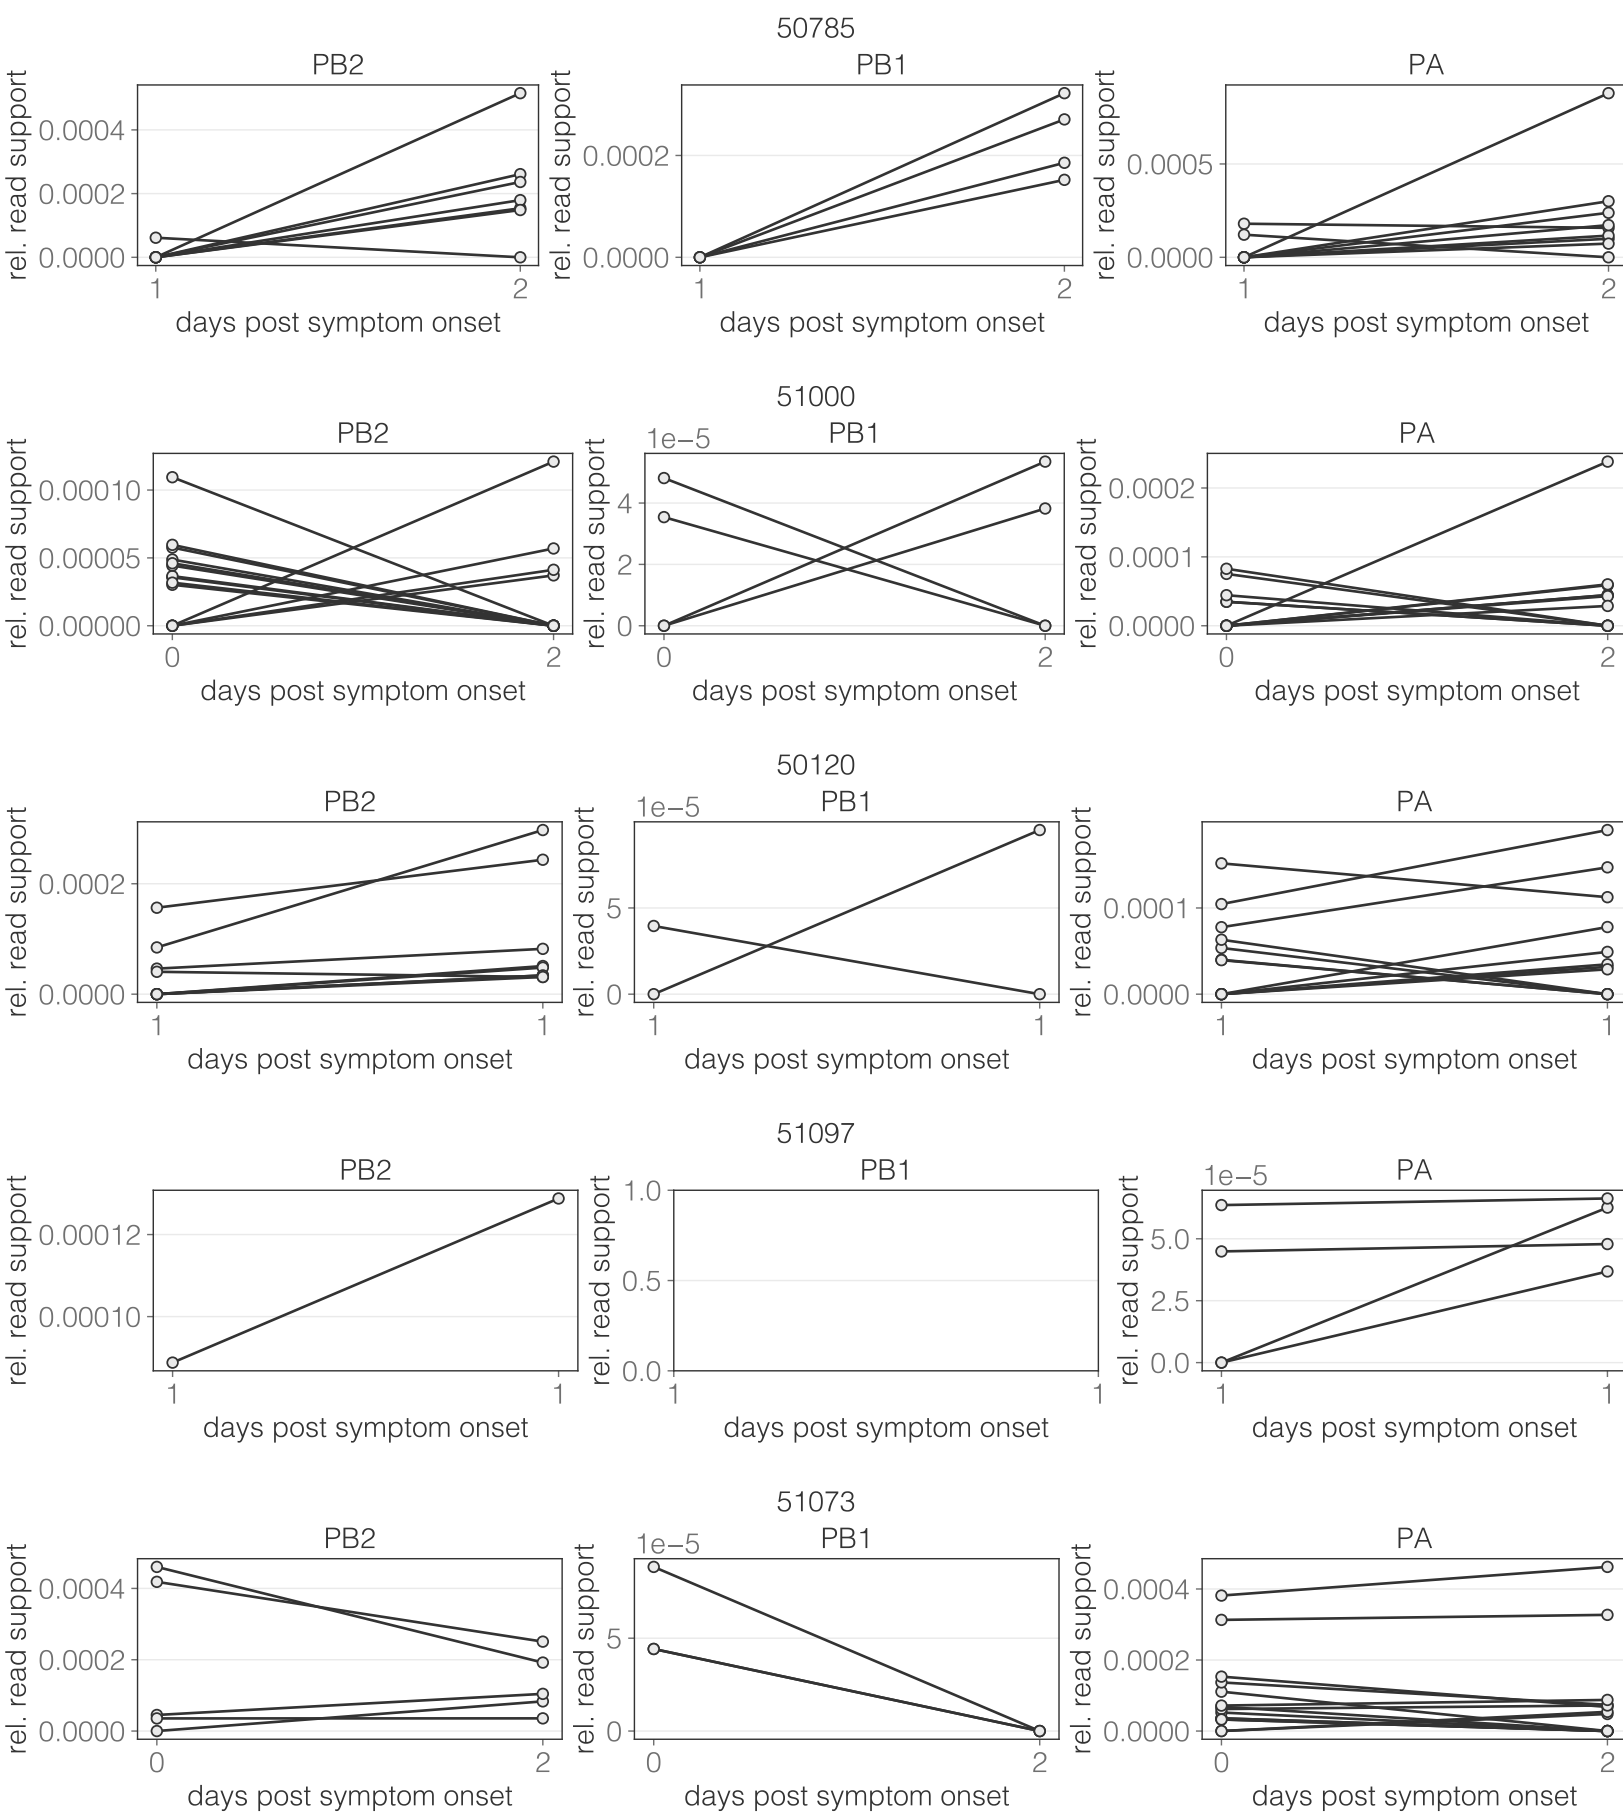 50785
PB2 PB1 PA
rel. read support 0.0004 0.0002 0.0000 rel. read support 0.0002 0.0000 rel. read support 0.0005 0.0000
1 2 1 2 1 2
days post symptom onset days post symptom onset days post symptom onset
51000
PB2 1e−5 PB1 PA
rel. read support 0.00010 0.00005 0.00000 rel. read support 4 2 0 rel. read support 0.0002 0.0001 0.0000
0 2 0 2 0 2
days post symptom onset days post symptom onset days post symptom onset
50120
PB2 1e−5 PB1 PA
rel. read support 0.0002 0.0000 rel. read support 5 0 rel. read support 0.0001 0.0000
1 1 1 1 1 1
days post symptom onset days post symptom onset days post symptom onset
51097
PB2 PB1 1e−5 PA
rel. read support 0.00012 0.00010 rel. read support 1.0 0.5 0.0 rel. read support 5.0 2.5 0.0
1 1 1 1 1 1
days post symptom onset days post symptom onset days post symptom onset
51073
PB2 1e−5 PB1 PA
rel. read support 0.0004 0.0002 0.0000 rel. read support 5 0 rel. read support 0.0004 0.0002 0.0000
0 2 0 2 0 2
days post symptom onset days post symptom onset days post symptom onset